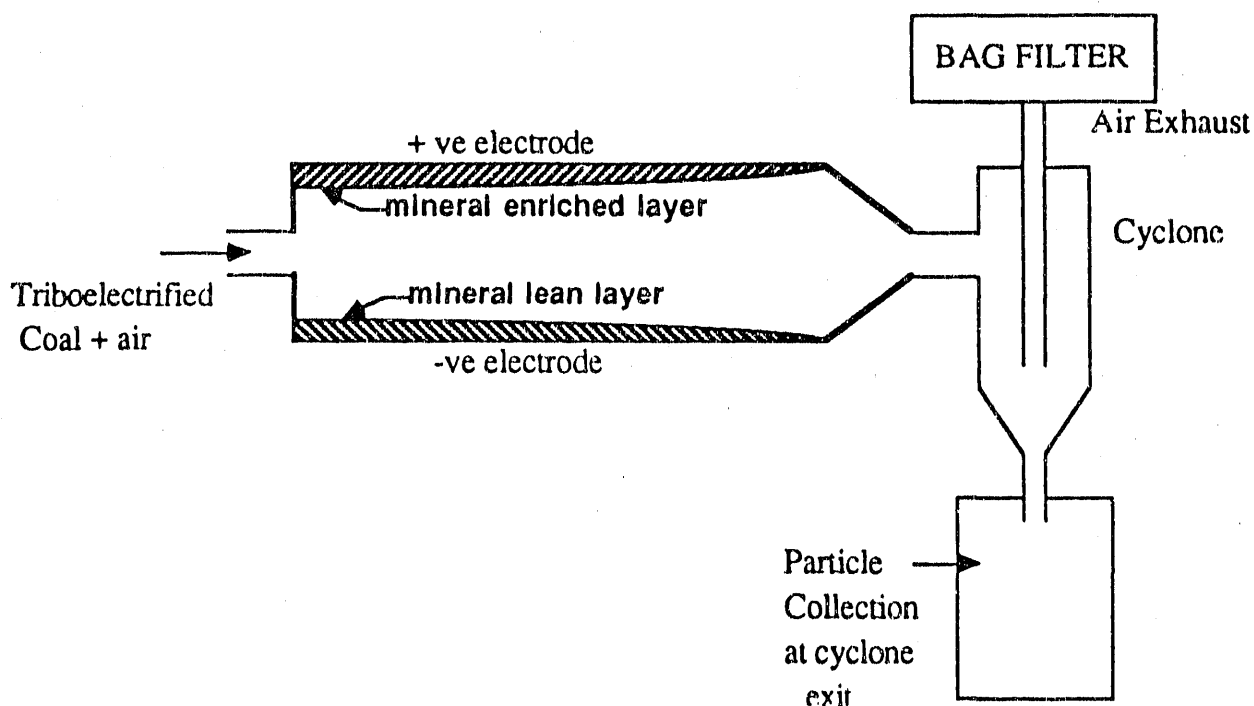 BAG FILTER
Air Exhaust
+ ve electrode
mineral enriched layer
Cyclone
Triboelectrified
Coal + air
mineral lean layer
-ve electrode
Particle
Collection
at cyclone
exit